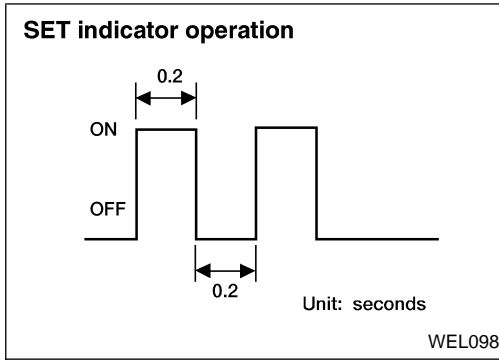 SET indicator operation
0.2
ON
OFF
0.2
Unit: seconds
WEL098